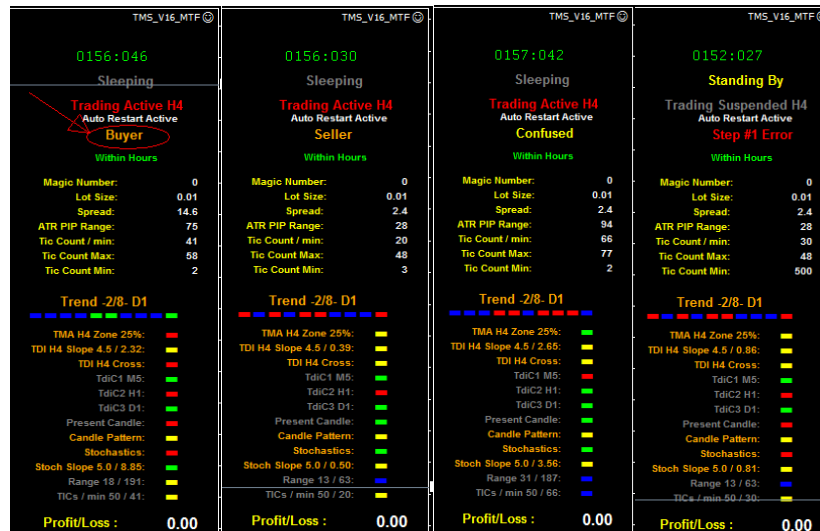 TMS_V16_MTF☺
0156:046
Sleeping
Trading Active H4
Auto Restart Active
Buyer
Within Hours
Magic Number: 0
Lot Size: 0.01
Spread: 14.6
ATR PIP Range: 75
Tic Count / min: 41
Tic Count Max: 58
Tic Count Min: 2
Trend -2/8- D1
TMA H4 Zone 25%:
TDI H4 Slope 4.5 / 2.32:
TDI H4 Cross:
TdiC1 M5:
TdiC2 H1:
TdiC3 D1:
Present Candle:
Candle Pattern:
Stochastics:
Stoch Slope 5.0 / 8.85:
Range 18 / 191:
TICs / min 50 / 41:
Profit/Loss : 0.00
TMS_V16_MTF☺
0156:030
Sleeping
Trading Active H4
Auto Restart Active
Seller
Within Hours
Magic Number: 0
Lot Size: 0.01
Spread: 2.4
ATR PIP Range: 28
Tic Count / min: 20
Tic Count Max: 48
Tic Count Min: 3
Trend -2/8- D1
TMA H4 Zone 25%:
TDI H4 Slope 4.5 / 0.39:
TDI H4 Cross:
TdiC1 M5:
TdiC2 H1:
TdiC3 D1:
Present Candle:
Candle Pattern:
Stochastics:
Stoch Slope 5.0 / 0.50:
Range 13 / 63:
TICs / min 50 / 20:
Profit/Loss : 0.00
TMS_V16_MTF☺
0157:042
Sleeping
Trading Active H4
Auto Restart Active
Confused
Within Hours
Magic Number: 0
Lot Size: 0.01
Spread: 2.4
ATR PIP Range: 94
Tic Count / min: 66
Tic Count Max: 77
Tic Count Min: 2
Trend -2/8- D1
TMA H4 Zone 25%:
TDI H4 Slope 4.5 / 2.65:
TDI H4 Cross:
TdiC1 M5:
TdiC2 H1:
TdiC3 D1:
Present Candle:
Candle Pattern:
Stochastics:
Stoch Slope 5.0 / 3.56:
Range 31 / 187:
TICs / min 50 / 66:
Profit/Loss : 0.00
TMS_V16_MTF☺
0152:027
Standing By
Trading Suspended H4
Step #1 Error
Within Hours
Magic Number: 0
Lot Size: 0.01
Spread: 2.4
ATR PIP Range: 28
Tic Count / min: 30
Tic Count Max: 48
Tic Count Min: 500
Trend -2/8- D1
TMA H4 Zone 25%:
TDI H4 Slope 4.5 / 0.86:
TDI H4 Cross:
TdiC1 M5:
TdiC2 H1:
TdiC3 D1:
Present Candle:
Candle Pattern:
Stochastics:
Stoch Slope 5.0 / 0.81:
Range 13 / 63:
TICs / min 50 / 30:
Profit/Loss : 0.00